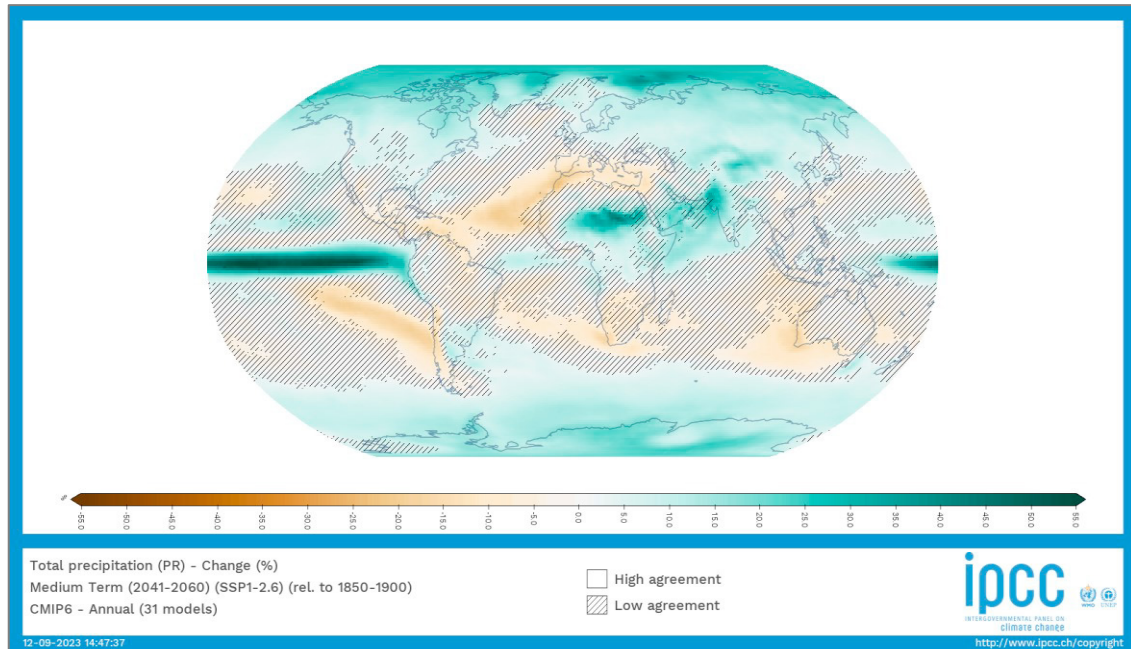 %
-55.0 -50.0 -45.0 -40.0 -35.0 -30.0 -25.0 -20.0 -15.0 -10.0 -5.0 0.0 5.0 10.0 15.0 20.0 25.0 30.0 35.0 40.0 45.0 50.0 55.0
Total precipitation (PR) - Change (%)
Medium Term (2041-2060) (SSP1-2.6) (rel. to 1850-1900)
CMIP6 - Annual (31 models)
High agreement
Low agreement
ipcc
INTERGOVERNMENTAL PANEL ON
climate change
WMO UNEP
12-09-2023 14:47:37
http://www.ipcc.ch/copyright